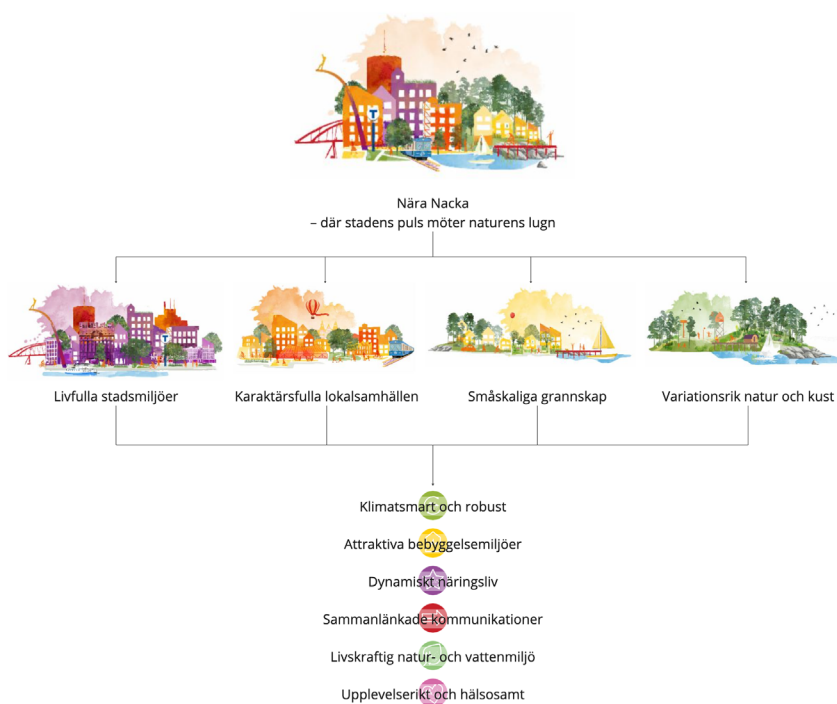 T
Nära Nacka
– där stadens puls möter naturens lugn
T
Livfulla stadsmiljöer
Karaktärsfulla lokalsamhällen
Småskaliga grannskap
Variationsrik natur och kust
Klimatsmart och robust
Attraktiva bebyggelsemiljöer
Dynamiskt näringsliv
Sammanlänkade kommunikationer
Livskraftig natur- och vattenmiljö
Upplevelserikt och hälsosamt